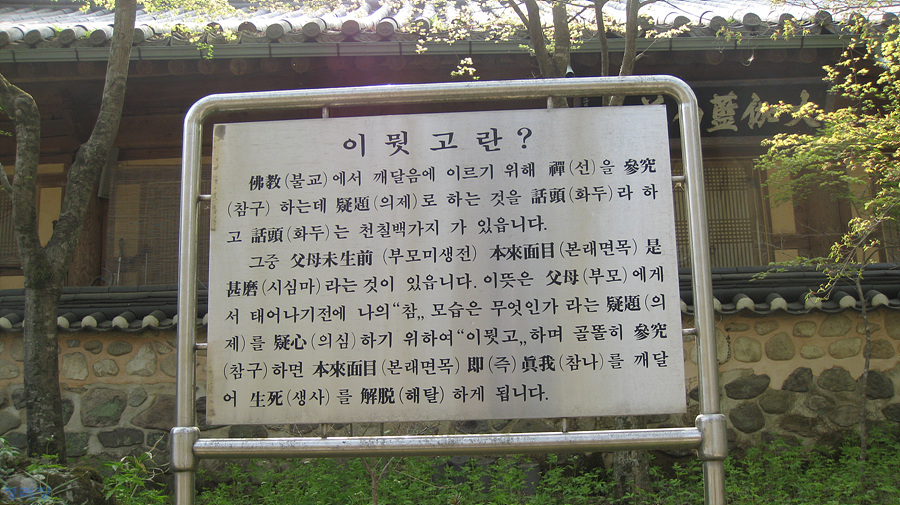 이 뭣 고 란 ?
佛教(불교)에서 깨달음에 이르기 위해 禪(선)을 參究
(참구) 하는데 疑題(의제)로 하는 것을 話頭(화두)라 하
고 話頭(화두)는 천칠백가지 가 있읍니다.
그중 父母未生前 (부모미생전) 本來面目(본래면목) 是
甚麽(시심마)라는것이 있읍니다. 이뜻은 父母(부모)에게
서 태어나기전에 나의“참„ 모습은 무엇인가 라는 疑題(의
제)를 疑心(의심)하기 위하여“이뭣고„하며 골똘히 參究
(참구)하면 本來面目(본래면목) 即(즉) 眞我(참나)를 깨달
어 生死(생사)를 解脫(해탈)하게 됩니다.